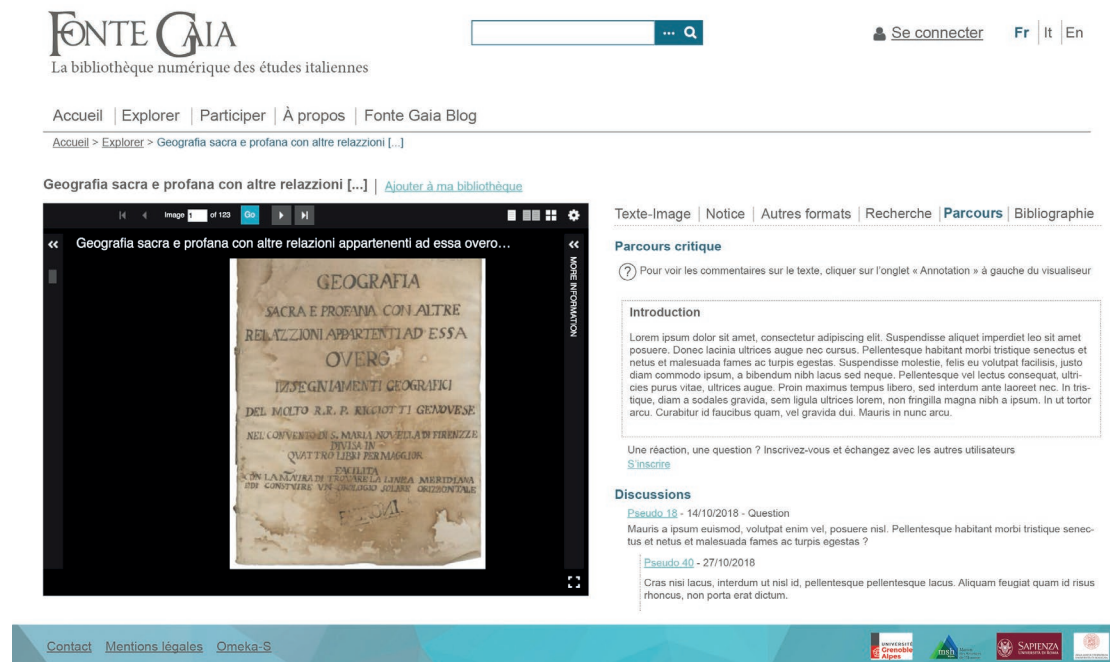 FONTE GAIA
La bibliothèque numérique des études italiennes
... 
Se connecter
Fr | It | En
Accueil | Explorer | Participer | À propos | Fonte Gaia Blog
Accueil > Explorer > Geografia sacra e profana con altre relazzioni [...]
Geografia sacra e profana con altre relazzioni [...] | Ajouter à ma bibliothèque
Image 1 of 123 Go
Geografia sacra e profana con altre relazioni appartenenti ad essa overo…
MORE INFORMATION
GEOGRAFIA
SACRA E PROFANA CON ALTRE
RELAZZIONI APPARTENTI AD ESSA
OVERO
INSEGNIAMENTI GEOGRAFICI
DEL MOLTO R.R. P. RICIOTTI GENOVESE
NEL CONVENTO DI S. MARIA NOVELLA DI FIRENZZE
DIVISA IN
QVATTRO LIBRI PER MAGGIOR
FACILITA
CON LA MANIRA DI TROVARE LA LINEA MERIDIANA
DI CONSTVIRE VN OROLOGIO SOLARE ORIZZONTALE
Texte-Image | Notice | Autres formats | Recherche | Parcours | Bibliographie
Parcours critique
? Pour voir les commentaires sur le texte, cliquer sur l'onglet « Annotation » à gauche du visualiseur
Introduction
Lorem ipsum dolor sit amet, consectetur adipiscing elit. Suspendisse aliquet imperdiet leo sit amet
posuere. Donec lacinia ultrices augue nec cursus. Pellentesque habitant morbi tristique senectus et
netus et malesuada fames ac turpis egestas. Suspendisse molestie, felis eu volutpat facilisis, justo
diam commodo ipsum, a bibendum nibh lacus sed neque. Pellentesque vel lectus consequat, ultri-
cies purus vitae, ultrices augue. Proin maximus tempus libero, sed interdum ante laoreet nec. In tris-
tique, diam a sodales gravida, sem ligula ultrices lorem, non fringilla magna nibh a ipsum. In ut tortor
arcu. Curabitur id faucibus quam, vel gravida dui. Mauris in nunc arcu.
Une réaction, une question ? Inscrivez-vous et échangez avec les autres utilisateurs
S'inscrire
Discussions
Pseudo 18 - 14/10/2018 - Question
Mauris a ipsum euismod, volutpat enim vel, posuere nisl. Pellentesque habitant morbi tristique senec-
tus et netus et malesuada fames ac turpis egestas ?
Pseudo 40 - 27/10/2018
Cras nisi lacus, interdum ut nisl id, pellentesque pellentesque lacus. Aliquam feugiat quam id risus
rhoncus, non porta erat dictum.
Contact Mentions légales Omeka-S
UNIVERSITÉ
Grenoble
Alpes
msh
SAPIENZA
UNIVERSITÀ DI ROMA